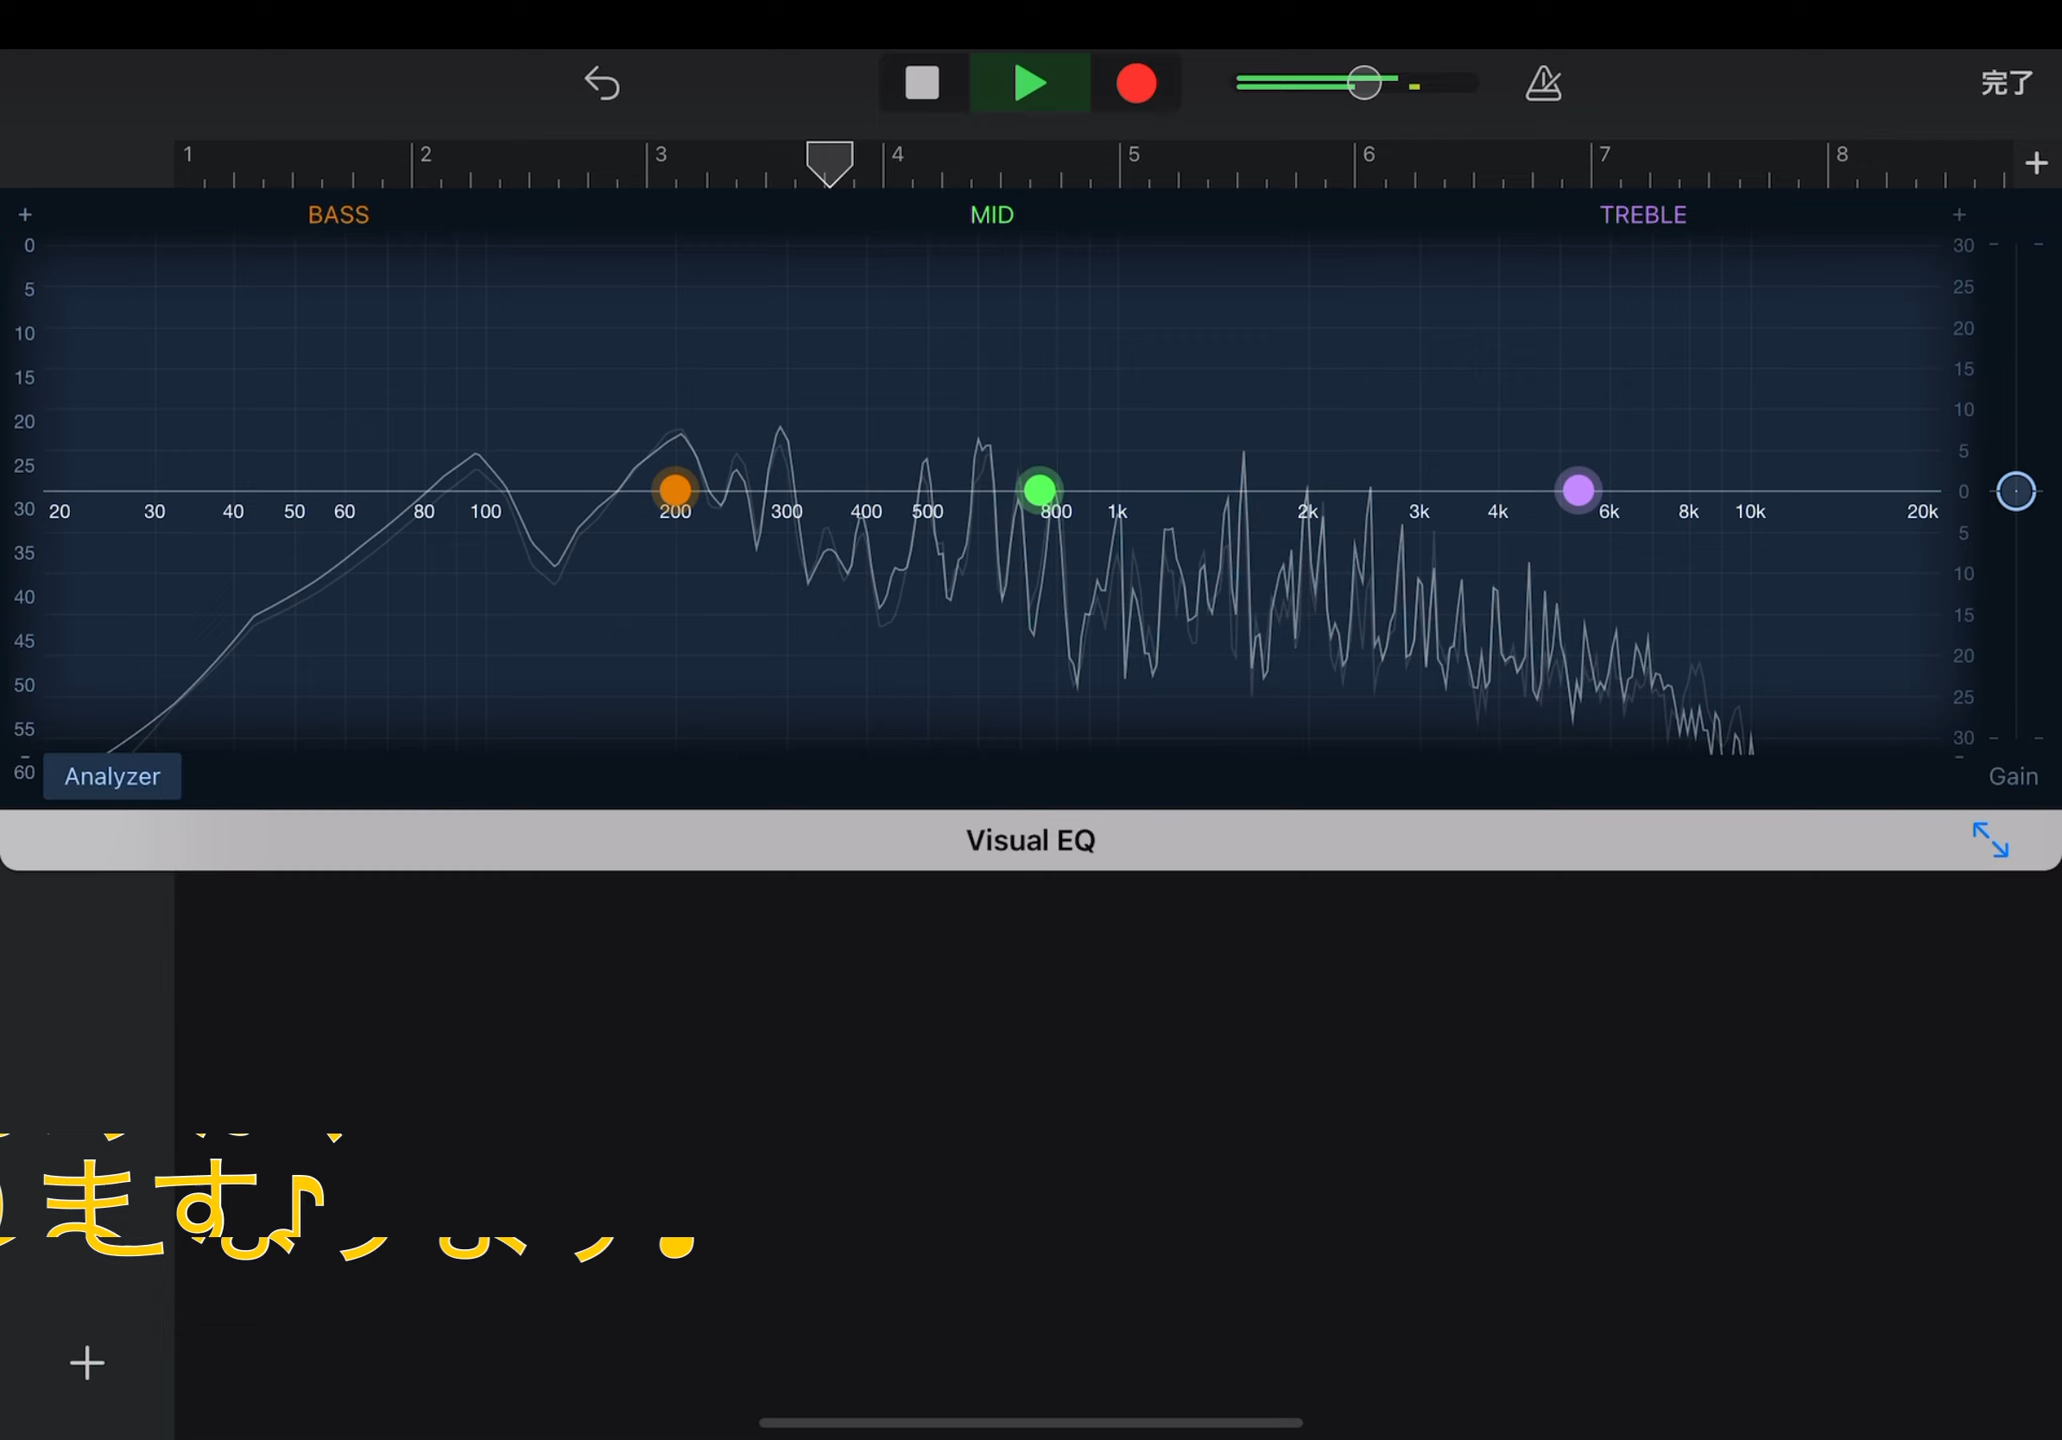 完了
1 2 3 4 5 6 7 8
+ BASS MID TREBLE +
0 30
5 25
10 20
15 15
20 10
25 5
0
30 20 30 40 50 60 80 100 200 300 400 500 800 1k 2k 3k 4k 6k 8k 10k 20k
35 5
40 10
45 15
50 20
55 25
30
60 Analyzer Gain
Visual EQ
ます♪